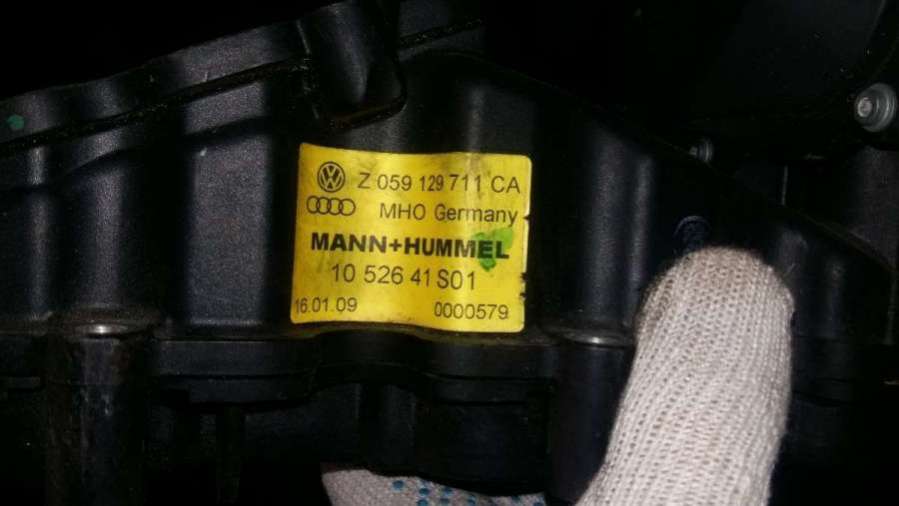 Z 059 129 711 CA
MHO Germany
MANN+HUMMEL
10 526 41 S01
16.01.09 0000579